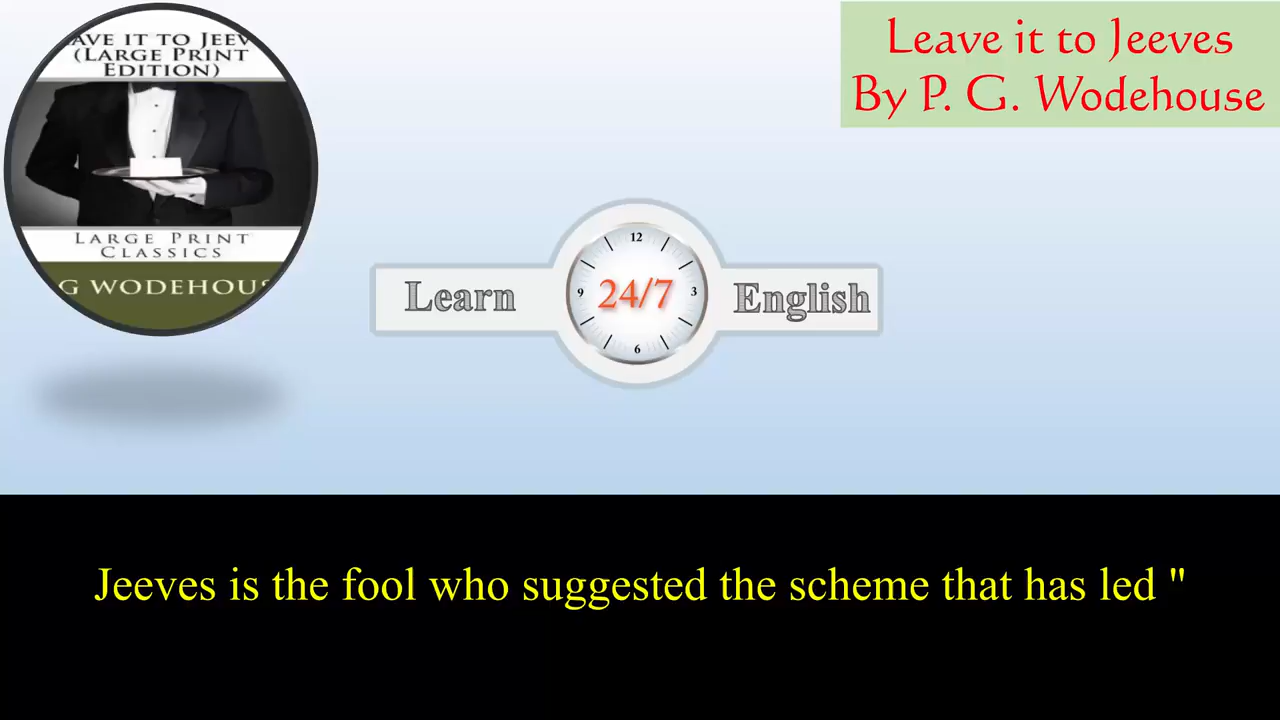 AVE IT TO JEEV
(LARGE PRINT
EDITION)
LARGE PRINT
CLASSICS
G WODEHOUS
Leave it to Jeeves
By P. G. Wodehouse
Learn 24/7 English
12
9
3
6
Jeeves is the fool who suggested the scheme that has led "